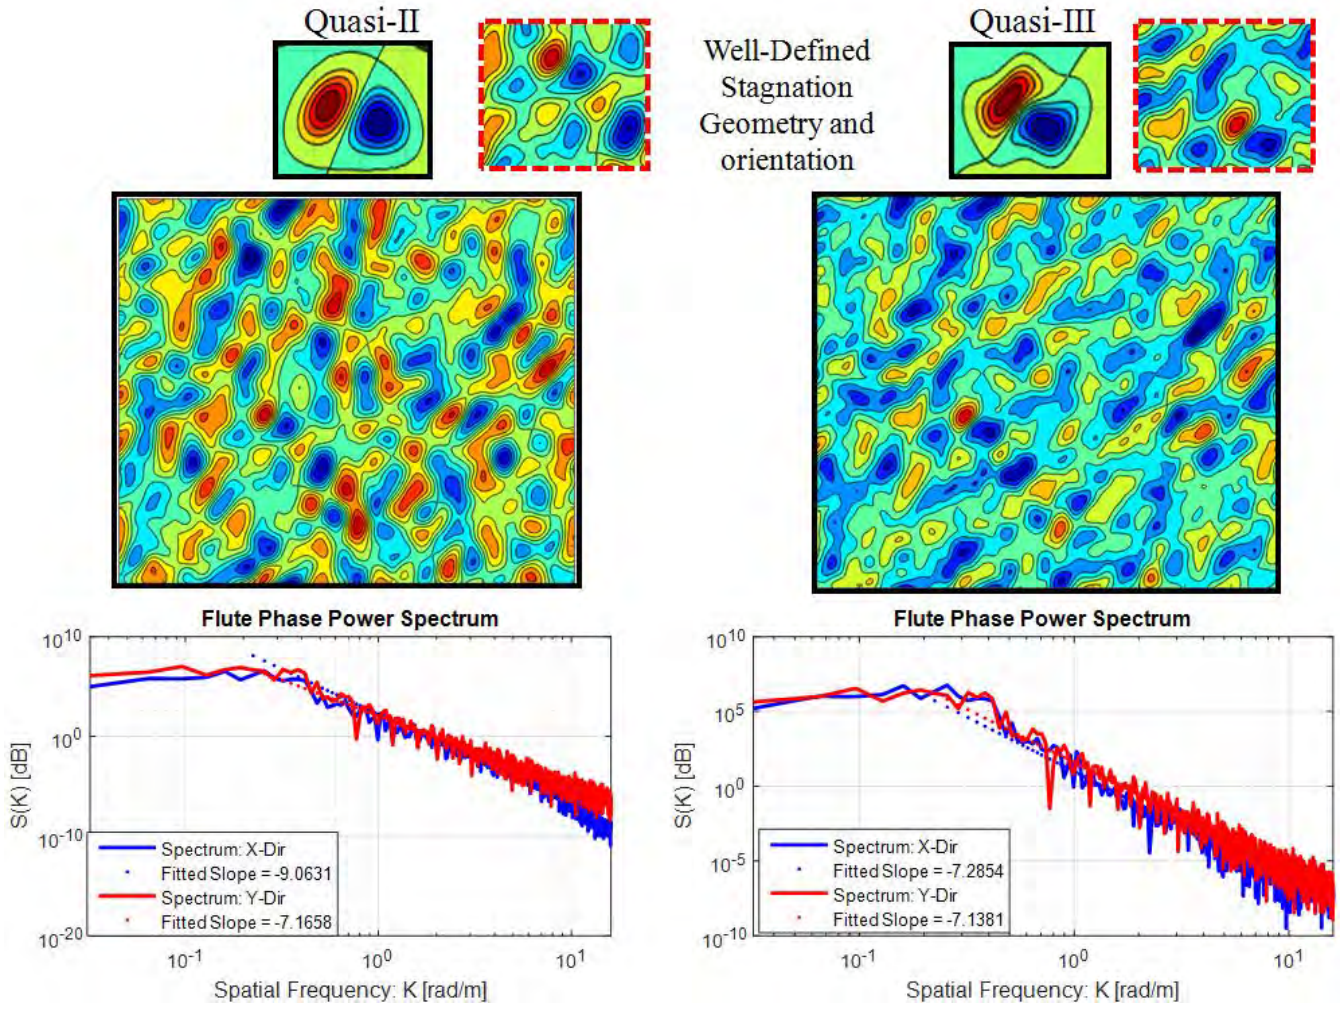 Quasi-II
Quasi-III
Well-Defined
Stagnation
Geometry and
orientation
Flute Phase Power Spectrum
S(K) [dB]
10^10
10^0
10^-10
10^-20
Spectrum: X-Dir
Fitted Slope = -9.0631
Spectrum: Y-Dir
Fitted Slope = -7.1658
10^-1
10^0
10^1
Spatial Frequency: K [rad/m]
Flute Phase Power Spectrum
S(K) [dB]
10^10
10^5
10^0
10^-5
10^-10
Spectrum: X-Dir
Fitted Slope = -7.2854
Spectrum: Y-Dir
Fitted Slope = -7.1381
10^-1
10^0
10^1
Spatial Frequency: K [rad/m]